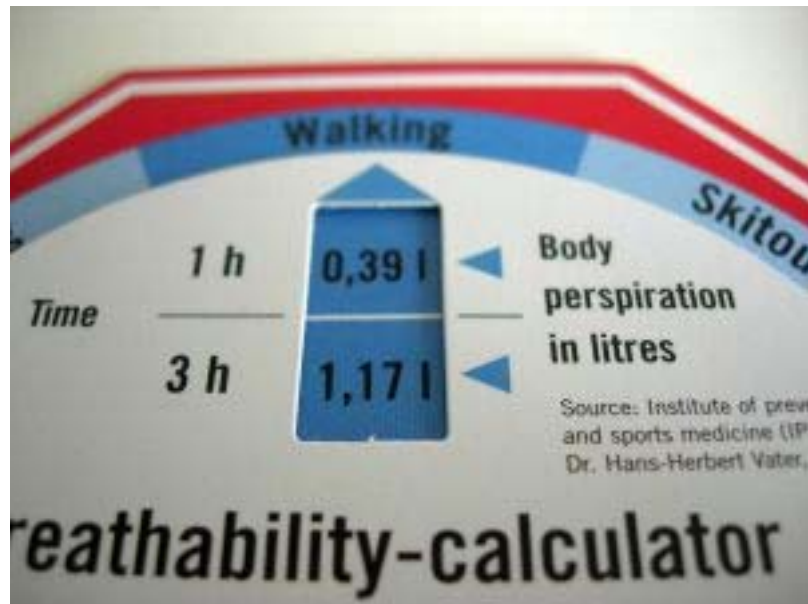 Walking
Skitou
1 h
0,39 l
Body
perspiration
in litres
Time
3 h
1,17 l
Source: Institute of preve
and sports medicine (IP
Dr. Hans-Herbert Vater,
reathability-calculator